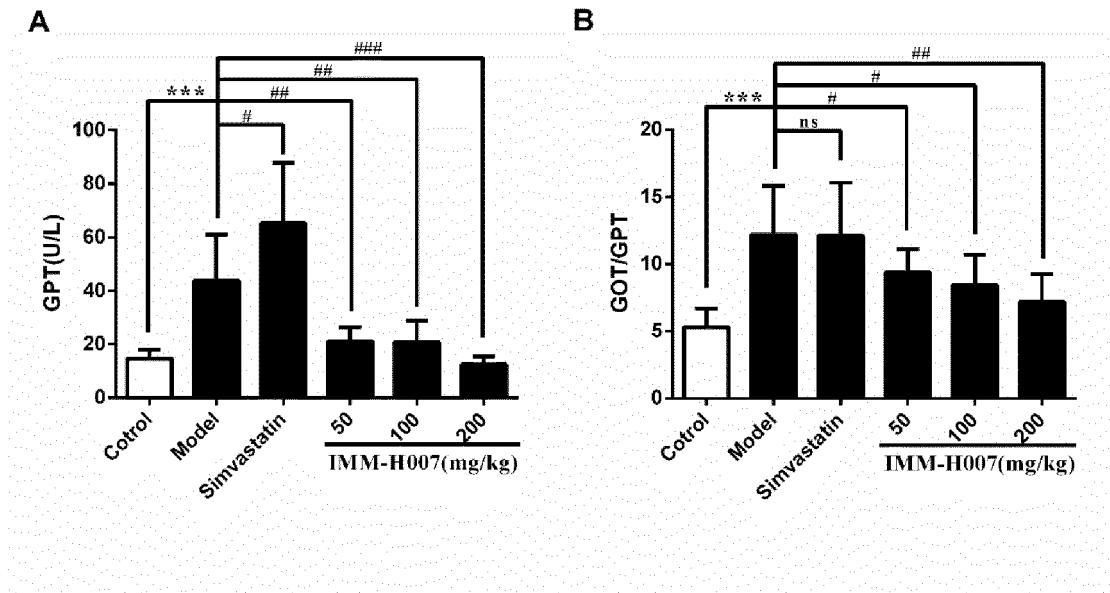 A
###
##
*** ##
#
GPT(U/L)
100
80
60
40
20
0
Cotrol
Model
Simvastatin
50
100
200
IMM-H007(mg/kg)
B
##
#
*** #
ns
GOT/GPT
20
15
10
5
0
Cotrol
Model
Simvastatin
50
100
200
IMM-H007(mg/kg)